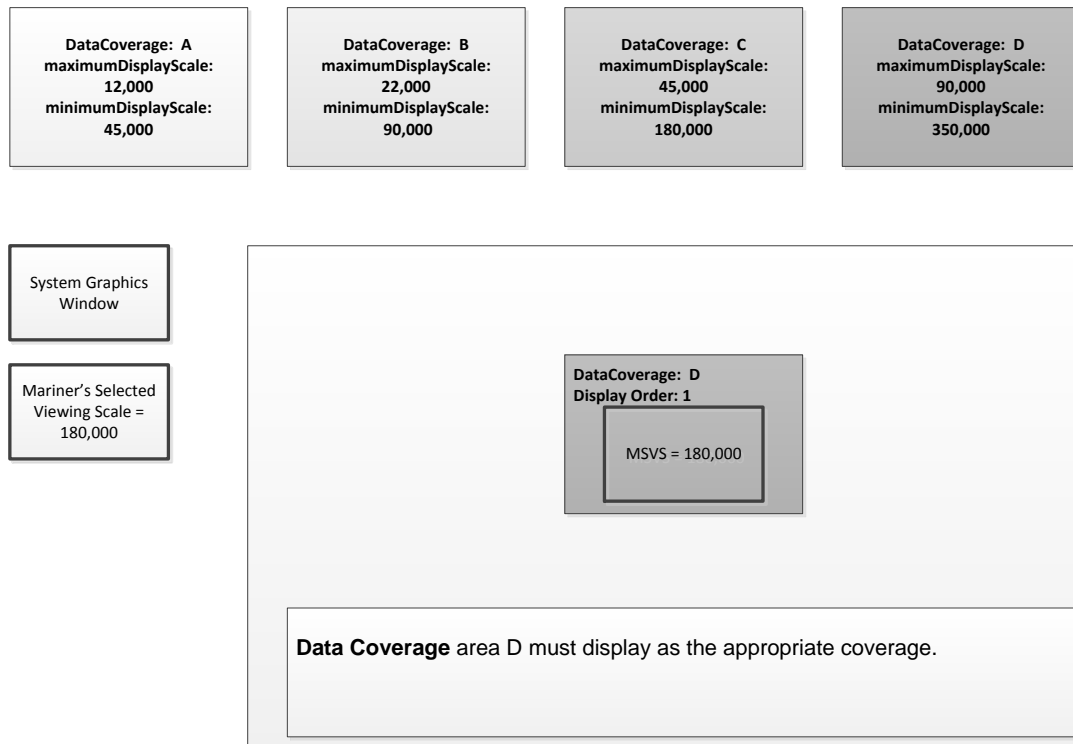 DataCoverage: A
maximumDisplayScale:
12,000
minimumDisplayScale:
45,000
DataCoverage: B
maximumDisplayScale:
22,000
minimumDisplayScale:
90,000
DataCoverage: C
maximumDisplayScale:
45,000
minimumDisplayScale:
180,000
DataCoverage: D
maximumDisplayScale:
90,000
minimumDisplayScale:
350,000
System Graphics
Window
Mariner's Selected
Viewing Scale =
180,000
DataCoverage: D
Display Order: 1
MSVS = 180,000
Data Coverage area D must display as the appropriate coverage.